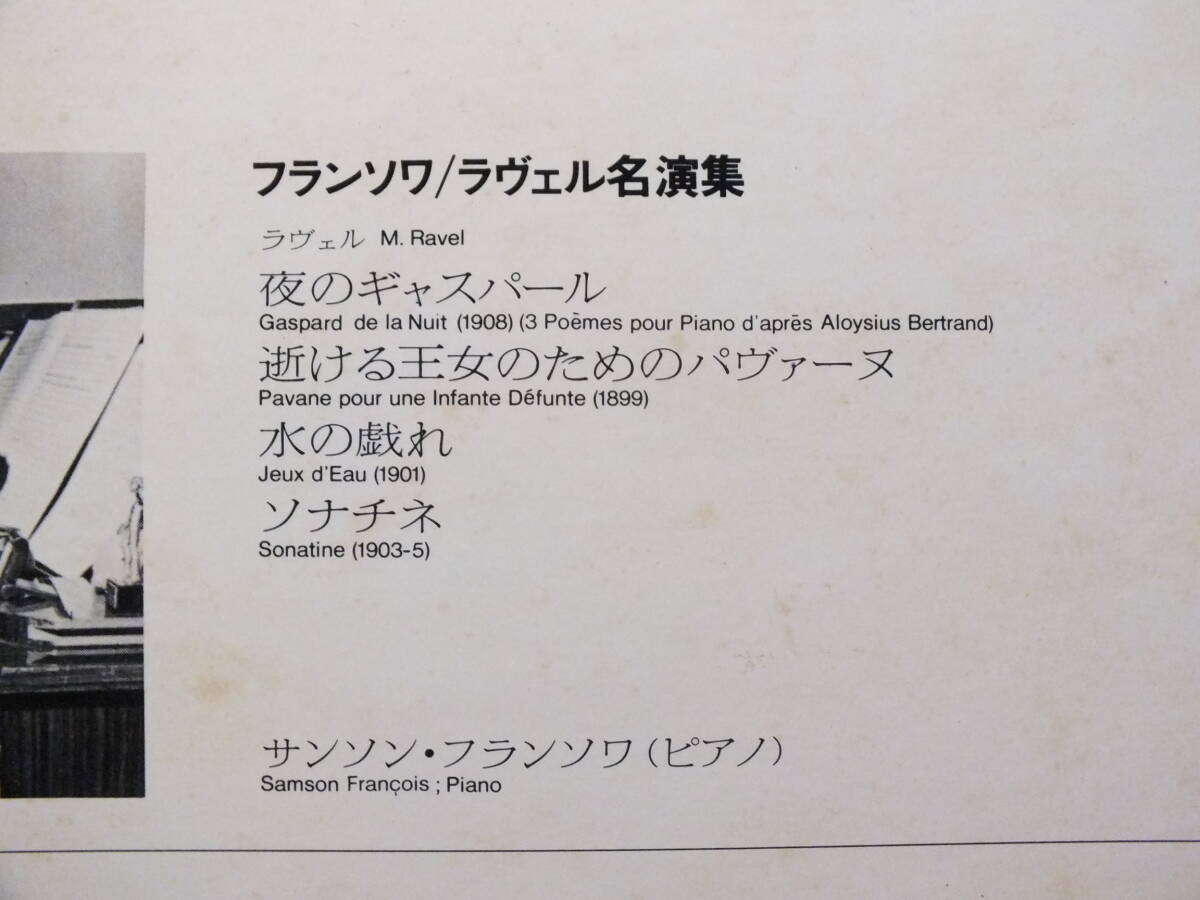 フランソワ/ラヴェル名演集
ラヴェル M. Ravel
夜のギャスパール
Gaspard de la Nuit (1908) (3 Poèmes pour Piano d'aprēs Aloysius Bertrand)
逝ける王女のためのパヴァーヌ
Pavane pour une Infante Défunte (1899)
水の戯れ
Jeux d'Eau (1901)
ソナチネ
Sonatine (1903-5)
サンソン・フランソワ(ピアノ)
Samson François ; Piano